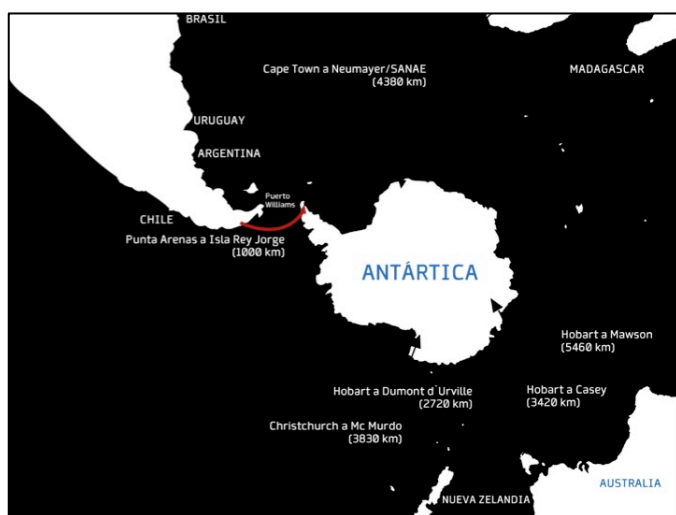 BRASIL
Cape Town a Neumayer/SANAE
(4380 km)
MADAGASCAR
URUGUAY
ARGENTINA
Puerto
Williams
CHILE
Punta Arenas a Isla Rey Jorge
(1000 km)
ANTÁRTICA
Hobart a Mawson
(5460 km)
Hobart a Dumont d´Urville
(2720 km)
Hobart a Casey
(3420 km)
Christchurch a Mc Murdo
(3830 km)
AUSTRALIA
NUEVA ZELANDIA